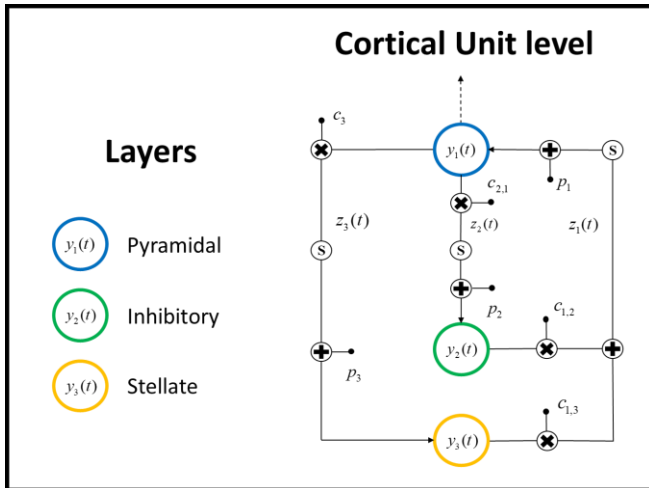 Cortical Unit level
Layers
y₁(t) Pyramidal
y₂(t) Inhibitory
y₃(t) Stellate
c₃
y₁(t)
s
p₁
c₂,₁
z₃(t)
z₂(t)
z₁(t)
s
s
p₂
c₁,₂
y₂(t)
p₃
c₁,₃
y₃(t)